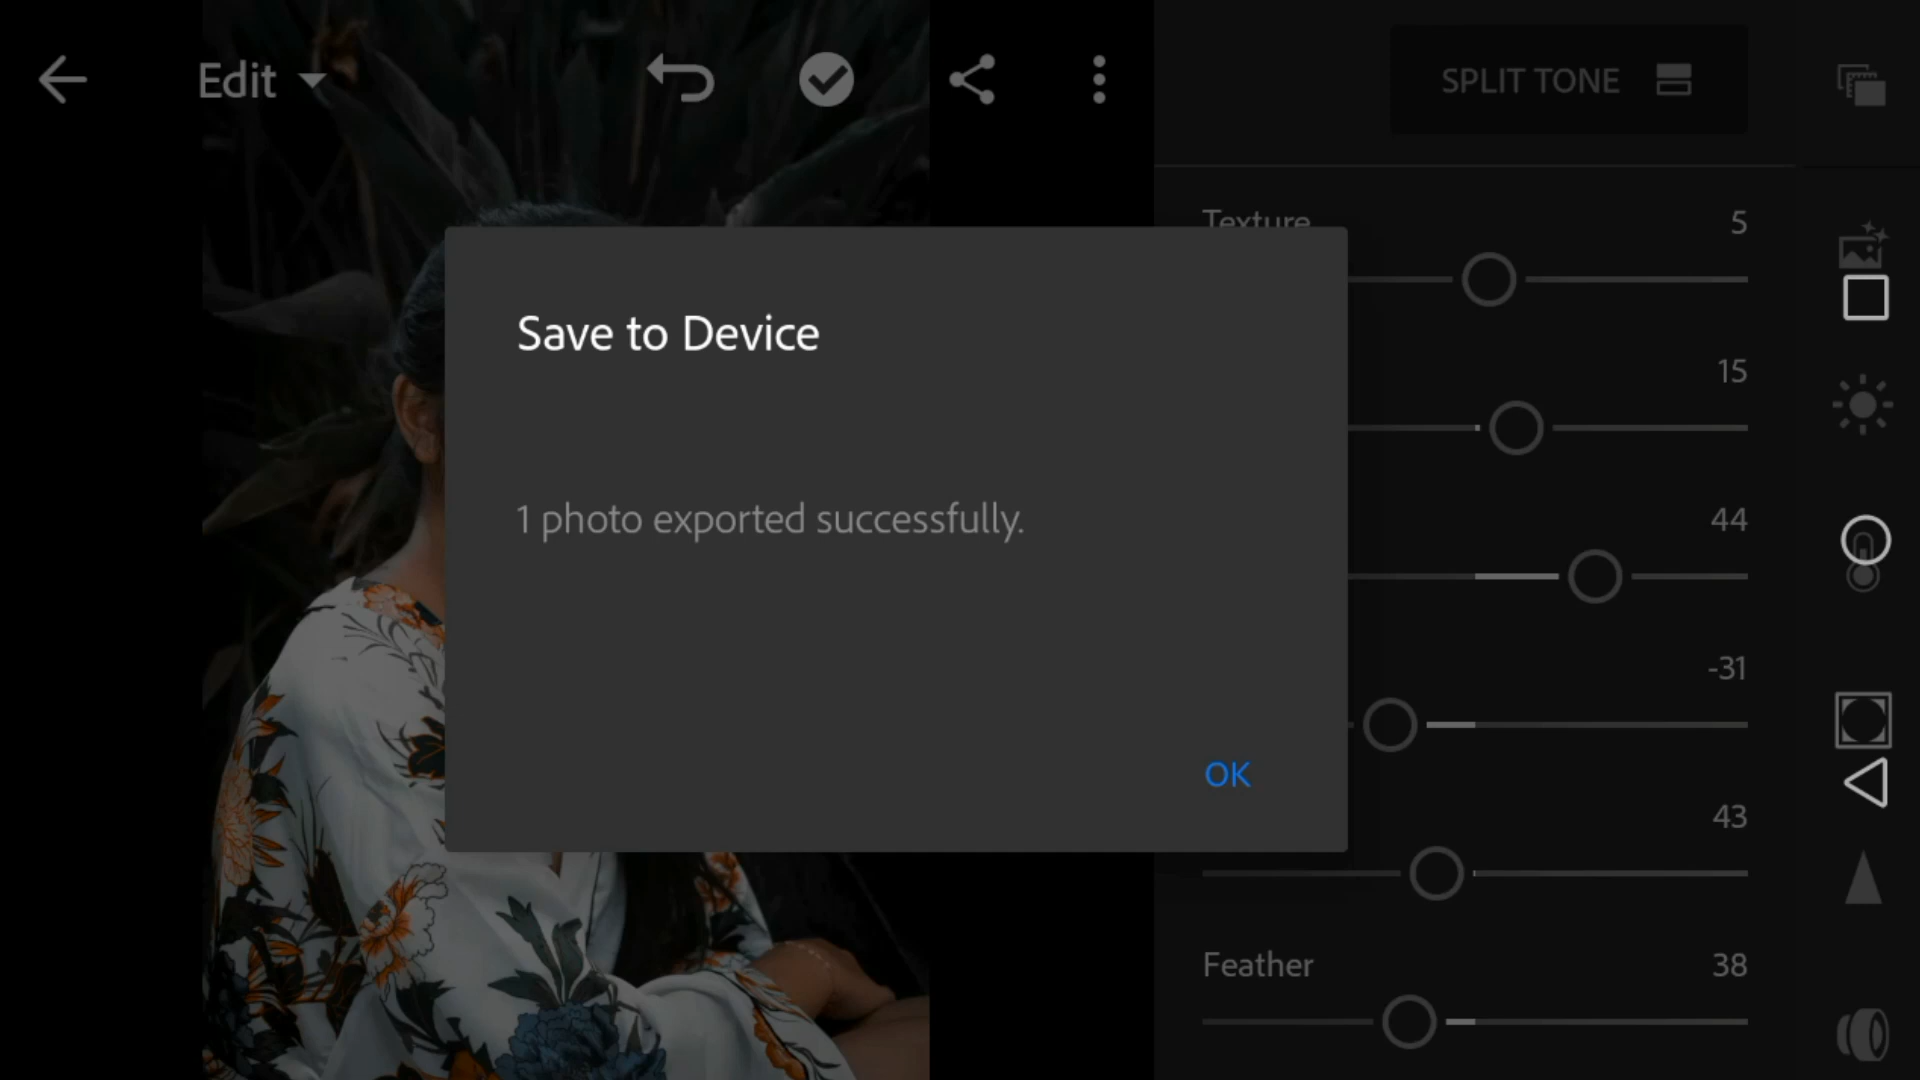 Edit
SPLIT TONE
Texture 5
Save to Device
15
1 photo exported successfully.
44
-31
OK
43
Feather 38